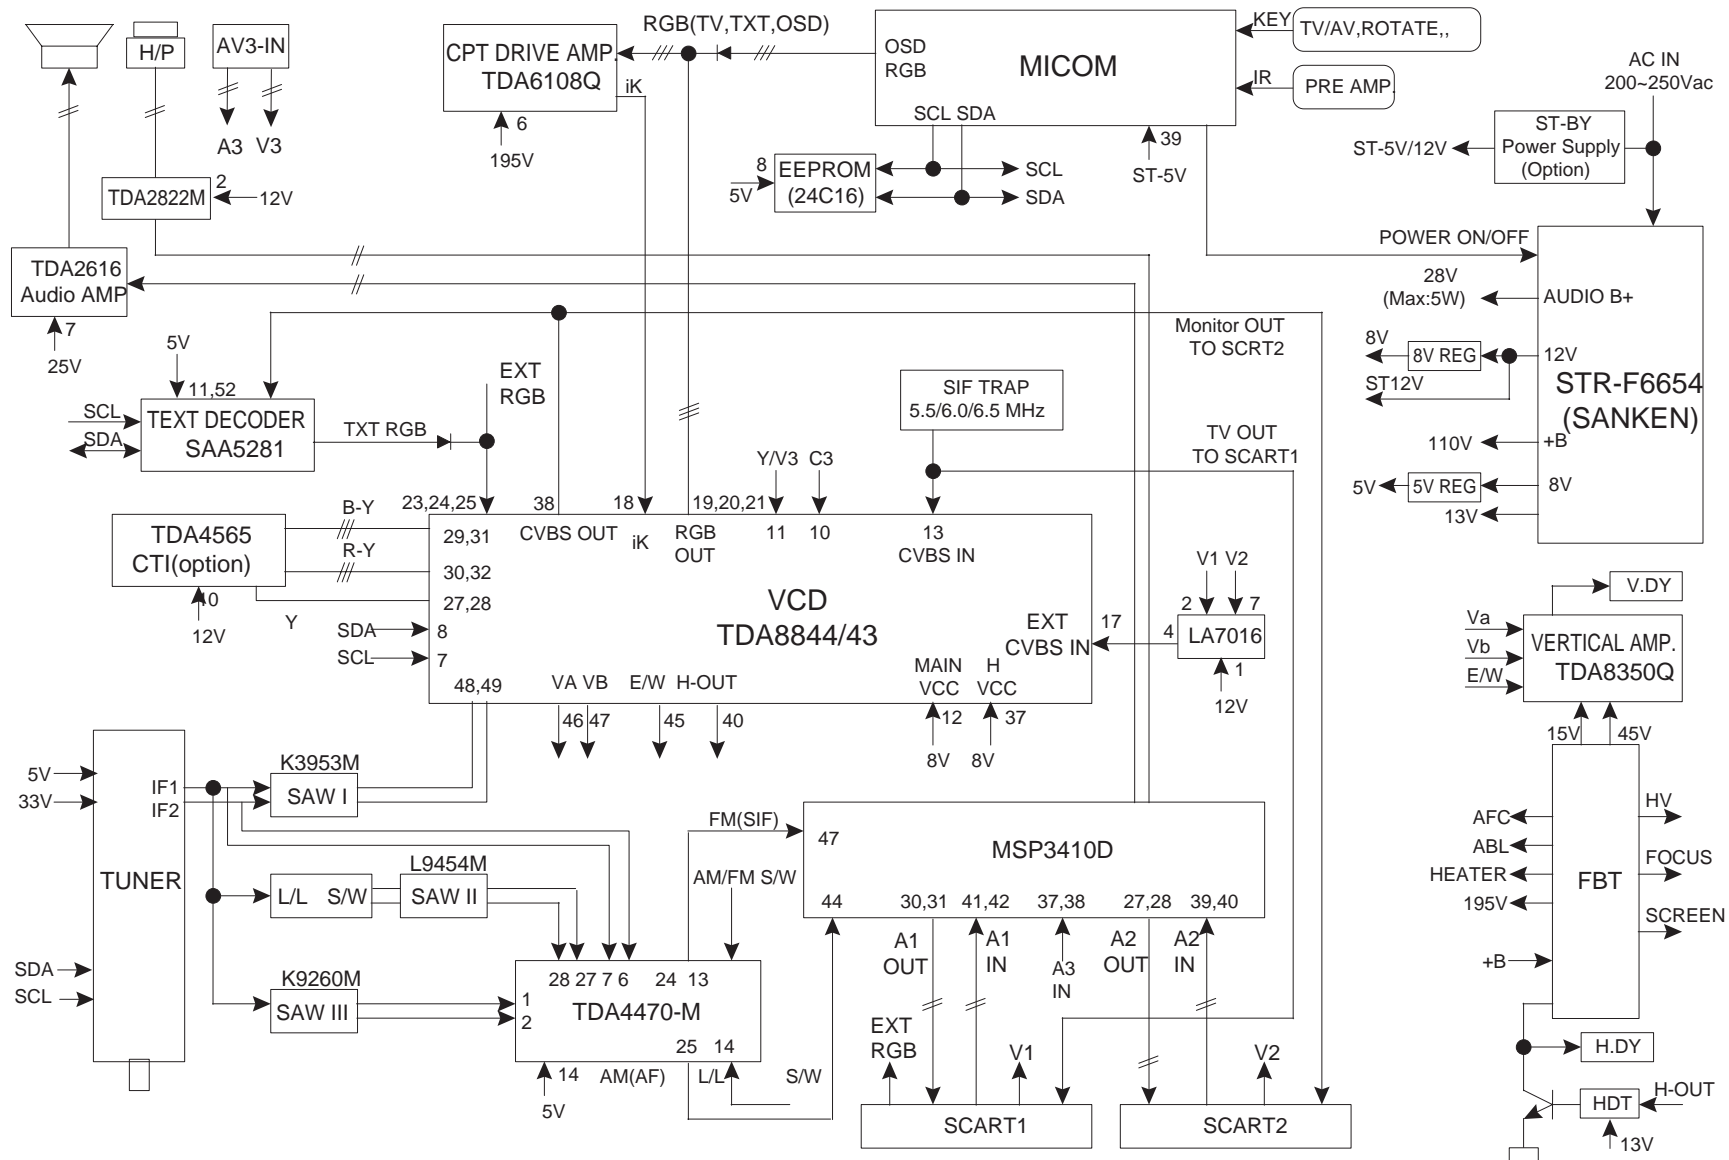 H/P
AV3-IN
A3 V3
TDA2822M
2
12V
TDA2616
Audio AMP
7
25V
CPT DRIVE AMP.
TDA6108Q
iK
6
195V
RGB(TV,TXT,OSD)
OSD
RGB
MICOM
SCL SDA
KEY
TV/AV,ROTATE,,
IR
PRE AMP.
39
ST-5V
8
5V
EEPROM
(24C16)
SCL
SDA
AC IN
200~250Vac
ST-BY
Power Supply
(Option)
ST-5V/12V
POWER ON/OFF
28V
(Max:5W)
AUDIO B+
8V
8V REG
12V
ST12V
STR-F6654
(SANKEN)
110V
+B
5V
5V REG
8V
13V
Monitor OUT
TO SCRT2
TV OUT
TO SCART1
SIF TRAP
5.5/6.0/6.5 MHz
5V
11,52
SCL
SDA
TEXT DECODER
SAA5281
TXT RGB
EXT
RGB
Y/V3 C3
23,24,25
38
18
19,20,21
CVBS OUT
iK
RGB
OUT
11
10
13
CVBS IN
TDA4565
CTI(option)
10
12V
B-Y
R-Y
Y
29,31
30,32
27,28
SDA
8
SCL
7
VCD
TDA8844/43
EXT
CVBS IN
17
48,49
VA VB
E/W
H-OUT
46
47
45
40
MAIN
VCC
H
VCC
12
37
8V
8V
V1 V2
2
7
4
LA7016
1
12V
V.DY
Va
Vb
E/W
VERTICAL AMP.
TDA8350Q
15V
45V
AFC
ABL
HEATER
195V
+B
FBT
HV
FOCUS
SCREEN
H.DY
HDT
H-OUT
13V
5V
33V
TUNER
IF1
IF2
SDA
SCL
K3953M
SAW I
L/L S/W
L9454M
SAW II
K9260M
SAW III
28 27 7 6
24 13
1
2
TDA4470-M
25 14
14
5V
AM(AF)
L/L
S/W
FM(SIF)
AM/FM S/W
47
MSP3410D
44
30,31
41,42
37,38
27,28
39,40
A1
OUT
A1
IN
A3
IN
A2
OUT
A2
IN
EXT
RGB
V1
V2
SCART1
SCART2